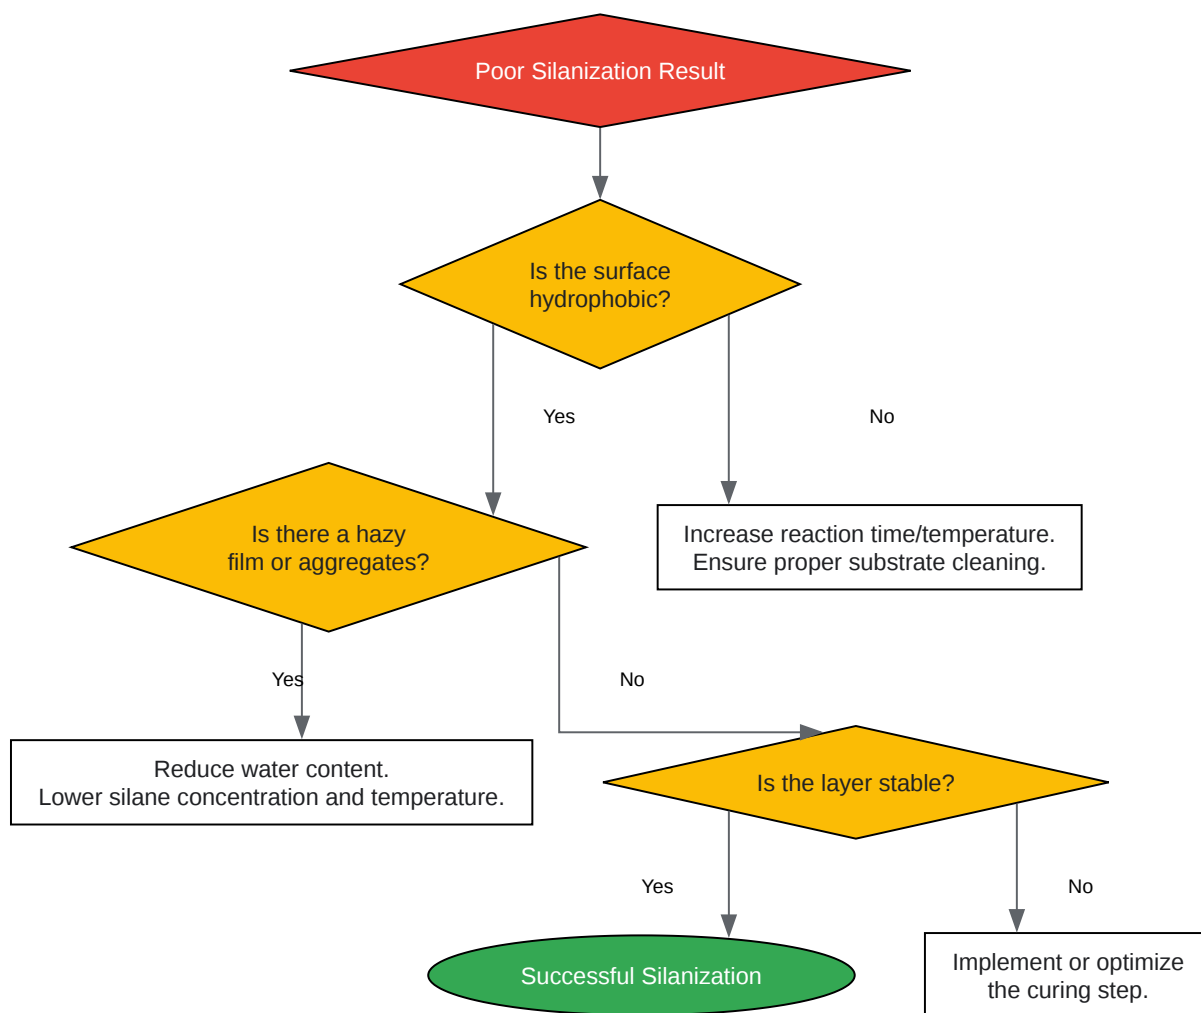 Poor Silanization Result
Is the surface
hydrophobic?
Yes
No
Is there a hazy
film or aggregates?
Increase reaction time/temperature.
Ensure proper substrate cleaning.
Yes
No
Reduce water content.
Lower silane concentration and temperature.
Is the layer stable?
Yes
No
Successful Silanization
Implement or optimize
the curing step.